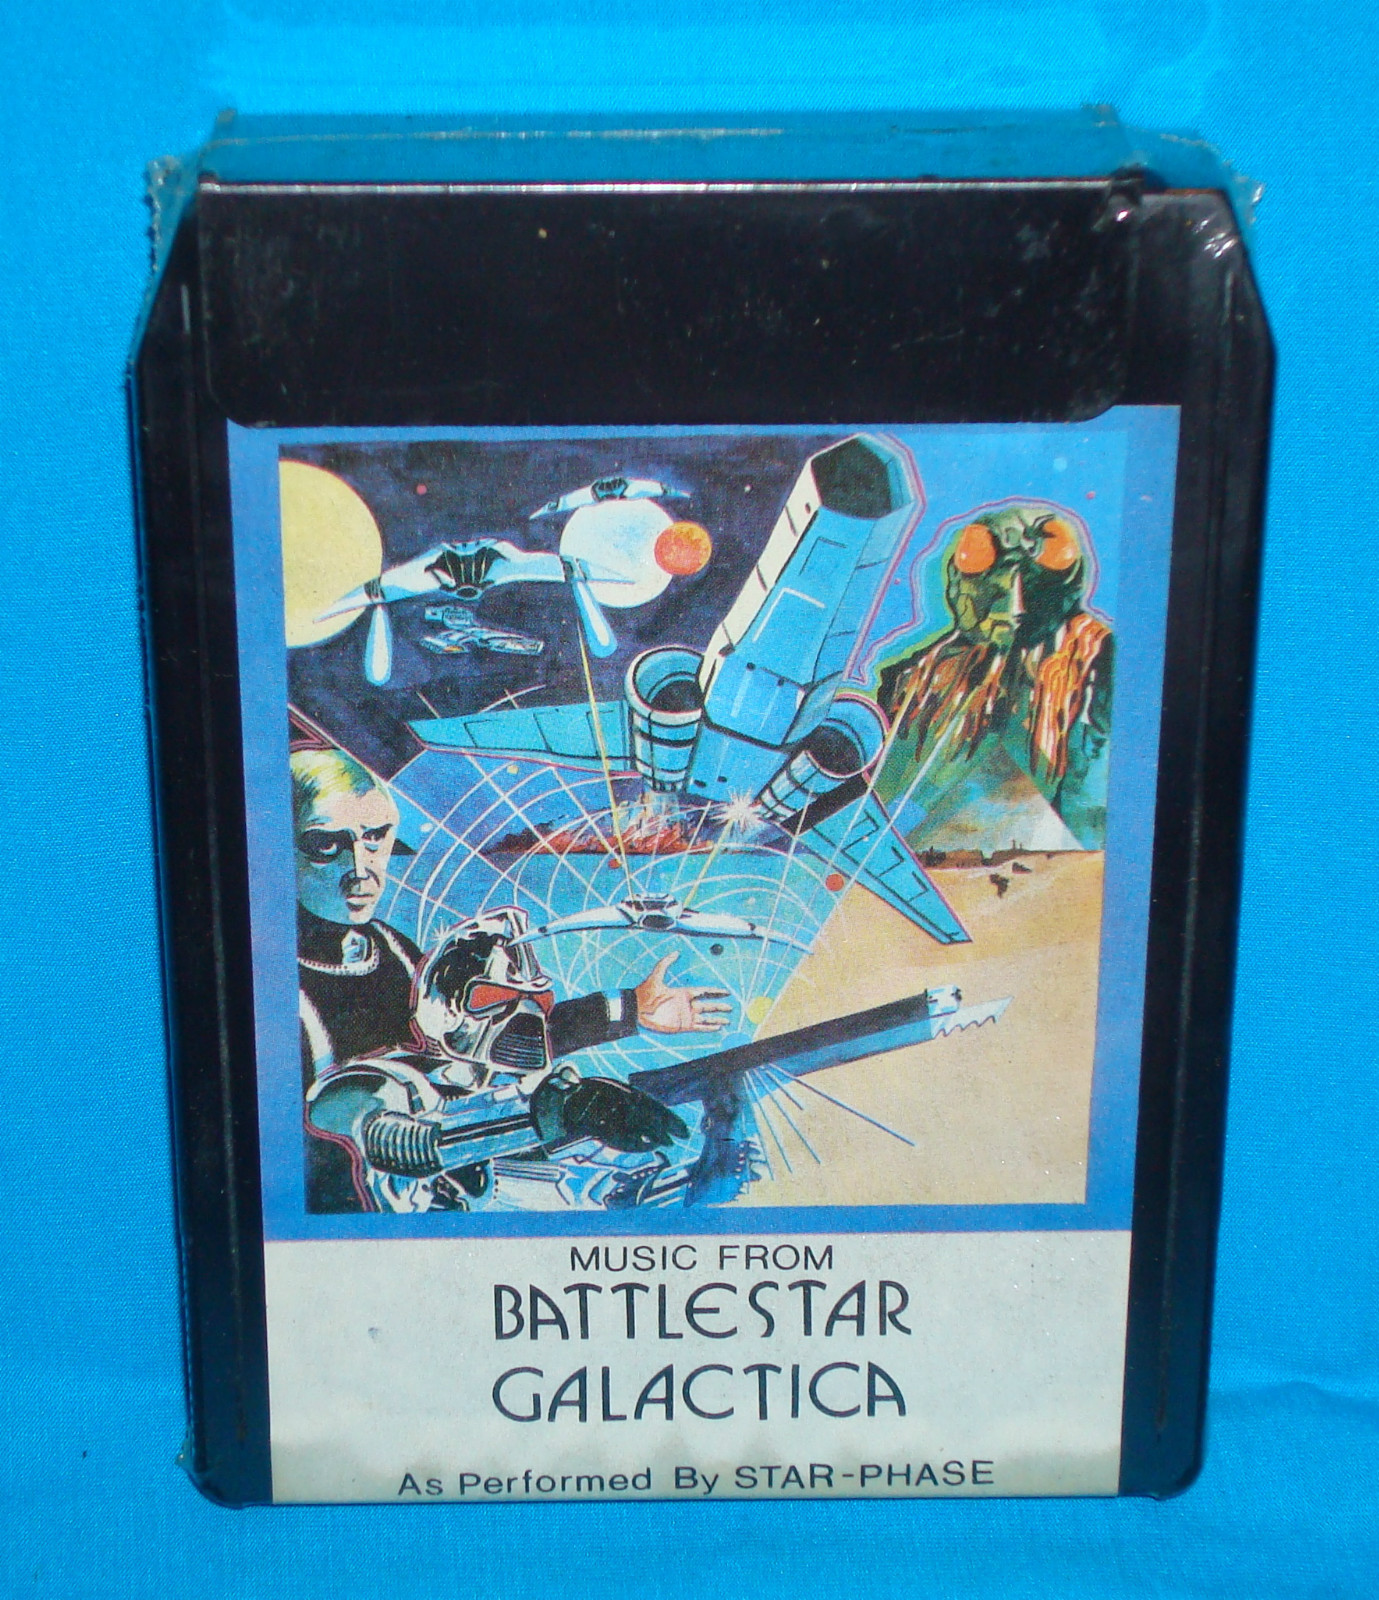 MUSIC FROM
BATTLESTAR
GALACTICA
As Performed By STAR-PHASE